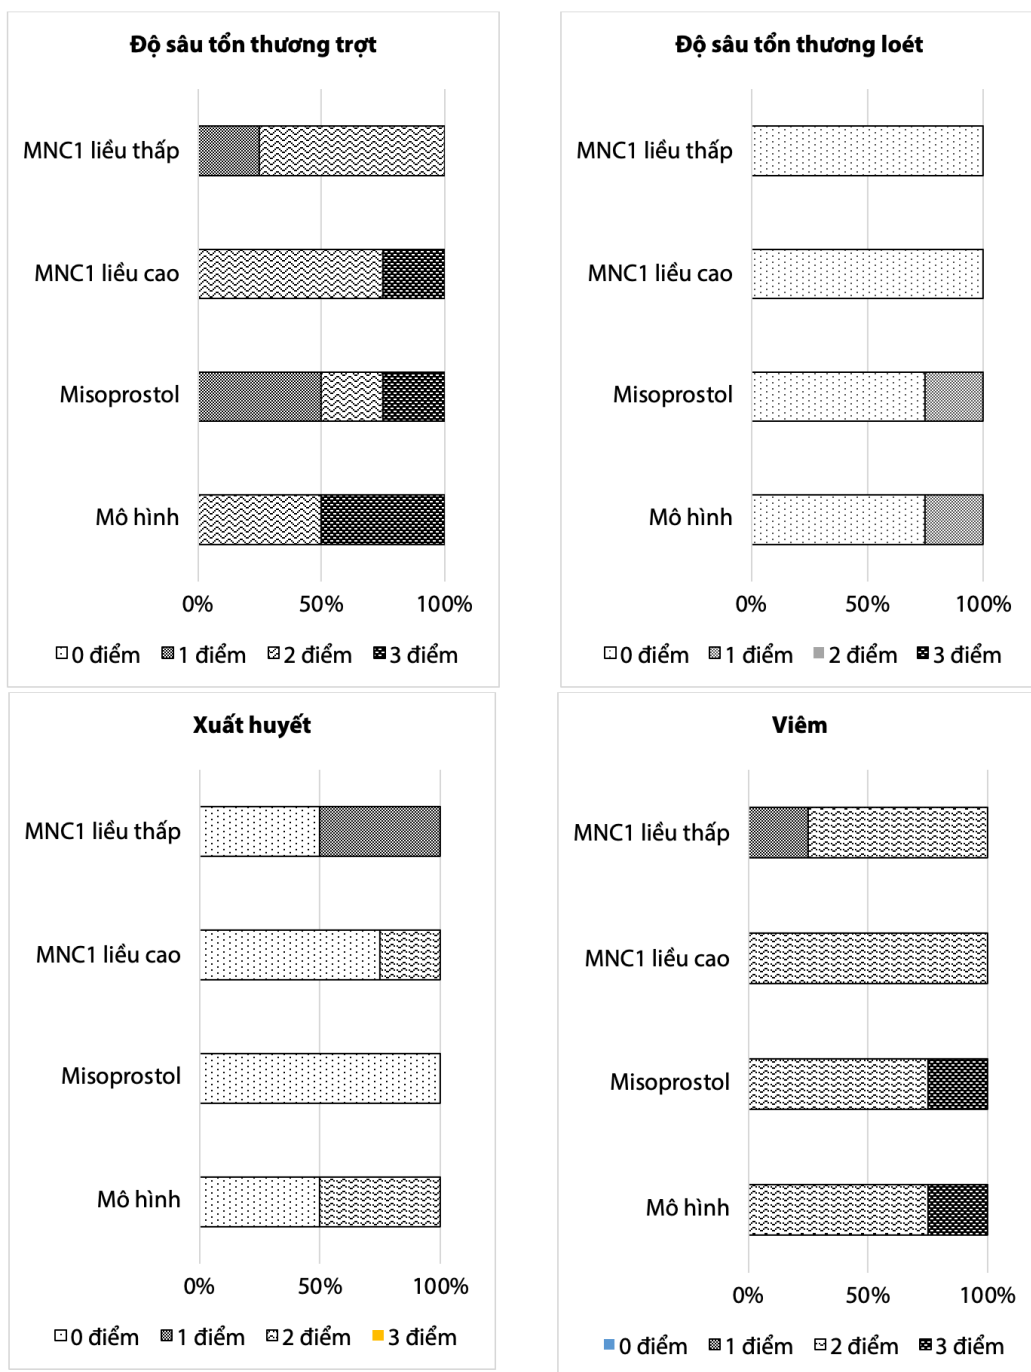 Độ sâu tổn thương trợt
MNC1 liều thấp
MNC1 liều cao
Misoprostol
Mô hình
0% 50% 100%
0 điểm 1 điểm 2 điểm 3 điểm
Độ sâu tổn thương loét
MNC1 liều thấp
MNC1 liều cao
Misoprostol
Mô hình
0% 50% 100%
0 điểm 1 điểm 2 điểm 3 điểm
Xuất huyết
MNC1 liều thấp
MNC1 liều cao
Misoprostol
Mô hình
0% 50% 100%
0 điểm 1 điểm 2 điểm 3 điểm
Viêm
MNC1 liều thấp
MNC1 liều cao
Misoprostol
Mô hình
0% 50% 100%
0 điểm 1 điểm 2 điểm 3 điểm